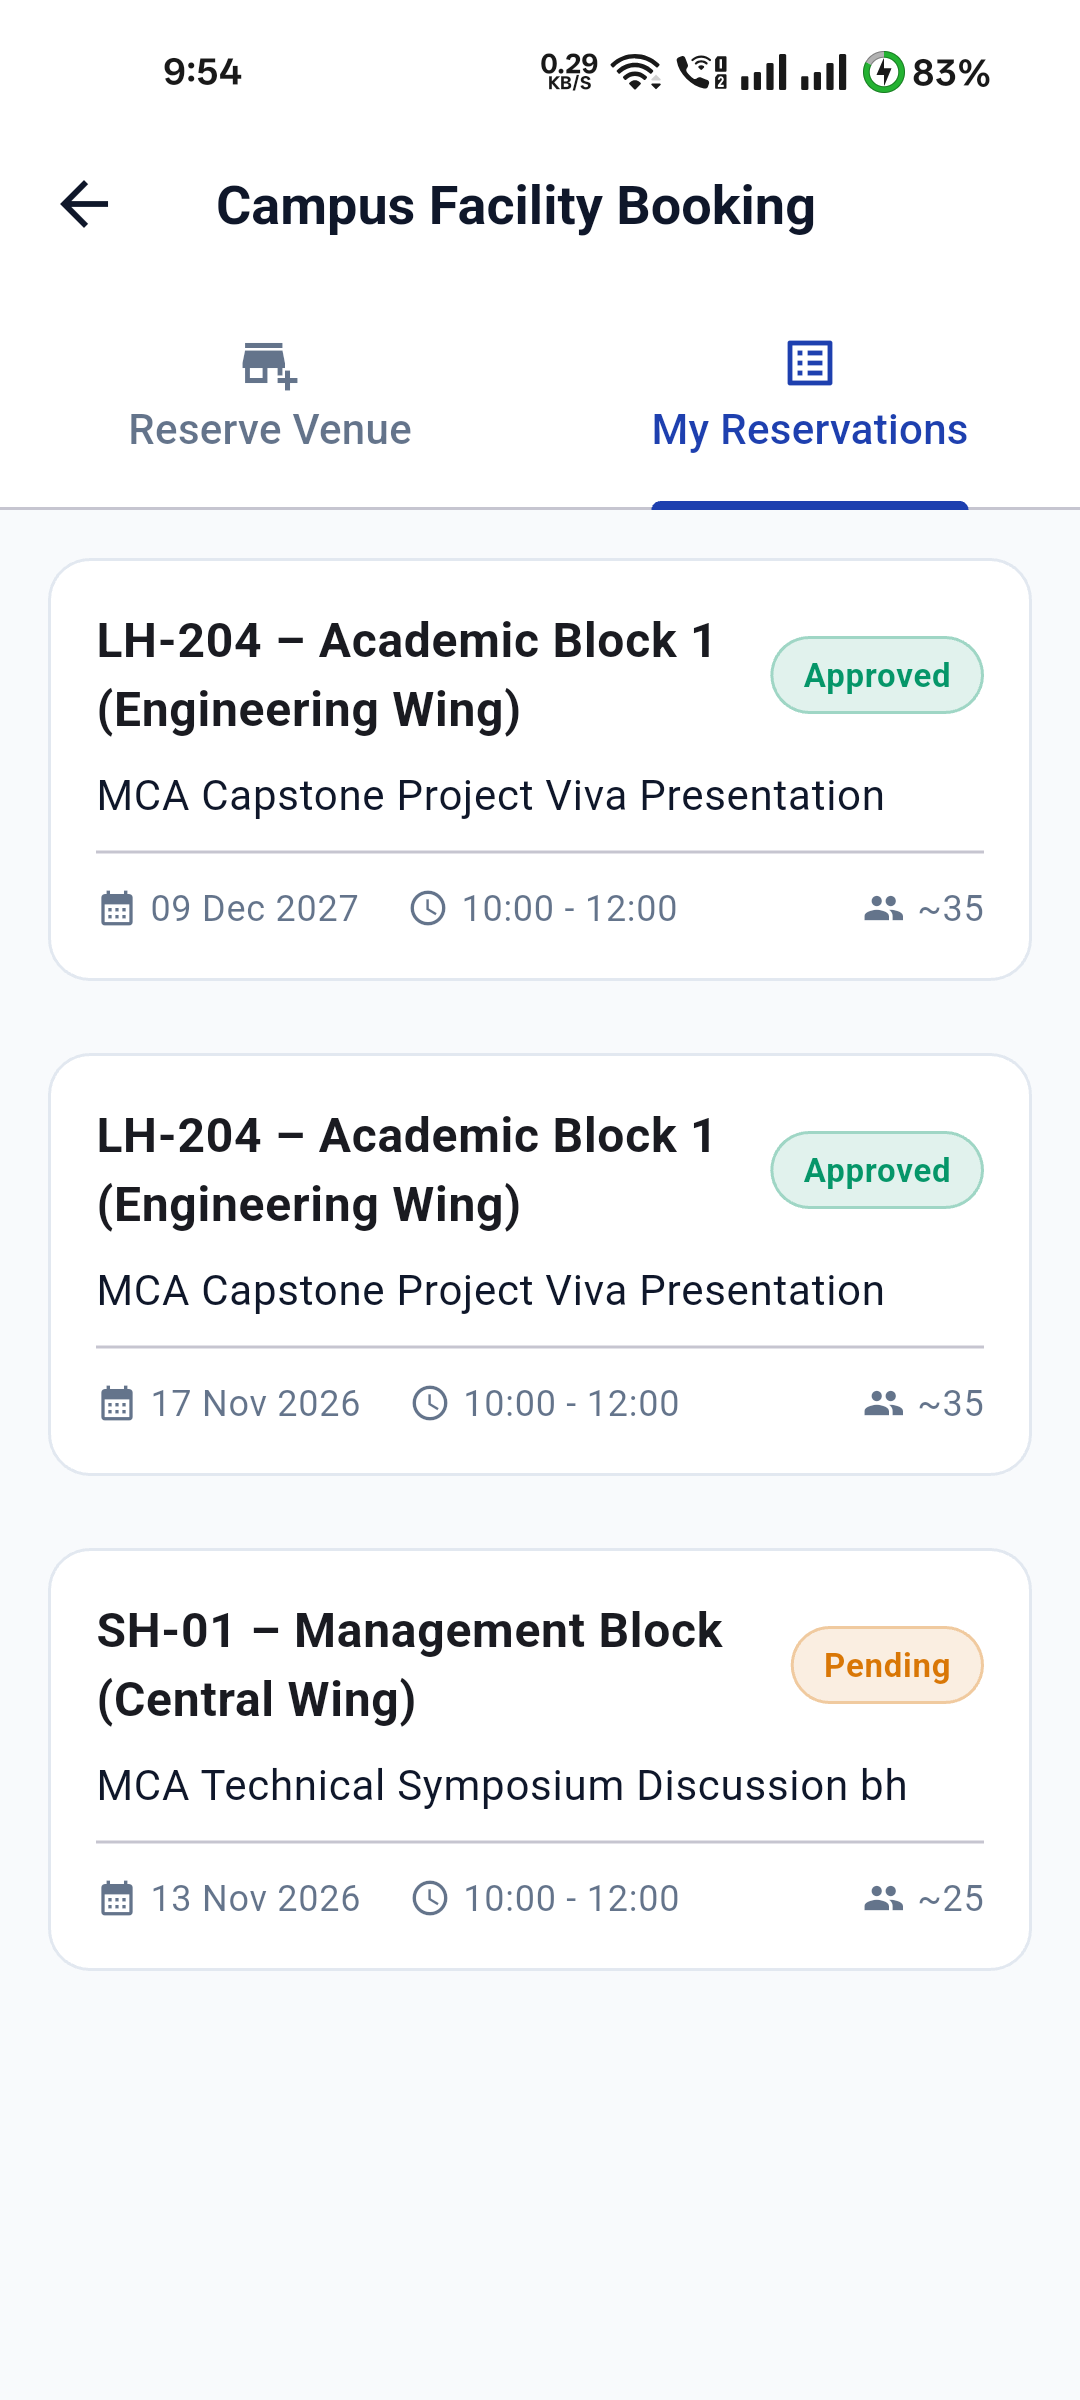 9:54
0.29
KB/S
1
2
83%
Campus Facility Booking
Reserve Venue
My Reservations
LH-204 – Academic Block 1
(Engineering Wing)
Approved
MCA Capstone Project Viva Presentation
09 Dec 2027 10:00 - 12:00 ~35
LH-204 – Academic Block 1
(Engineering Wing)
Approved
MCA Capstone Project Viva Presentation
17 Nov 2026 10:00 - 12:00 ~35
SH-01 – Management Block
(Central Wing)
Pending
MCA Technical Symposium Discussion bh
13 Nov 2026 10:00 - 12:00 ~25